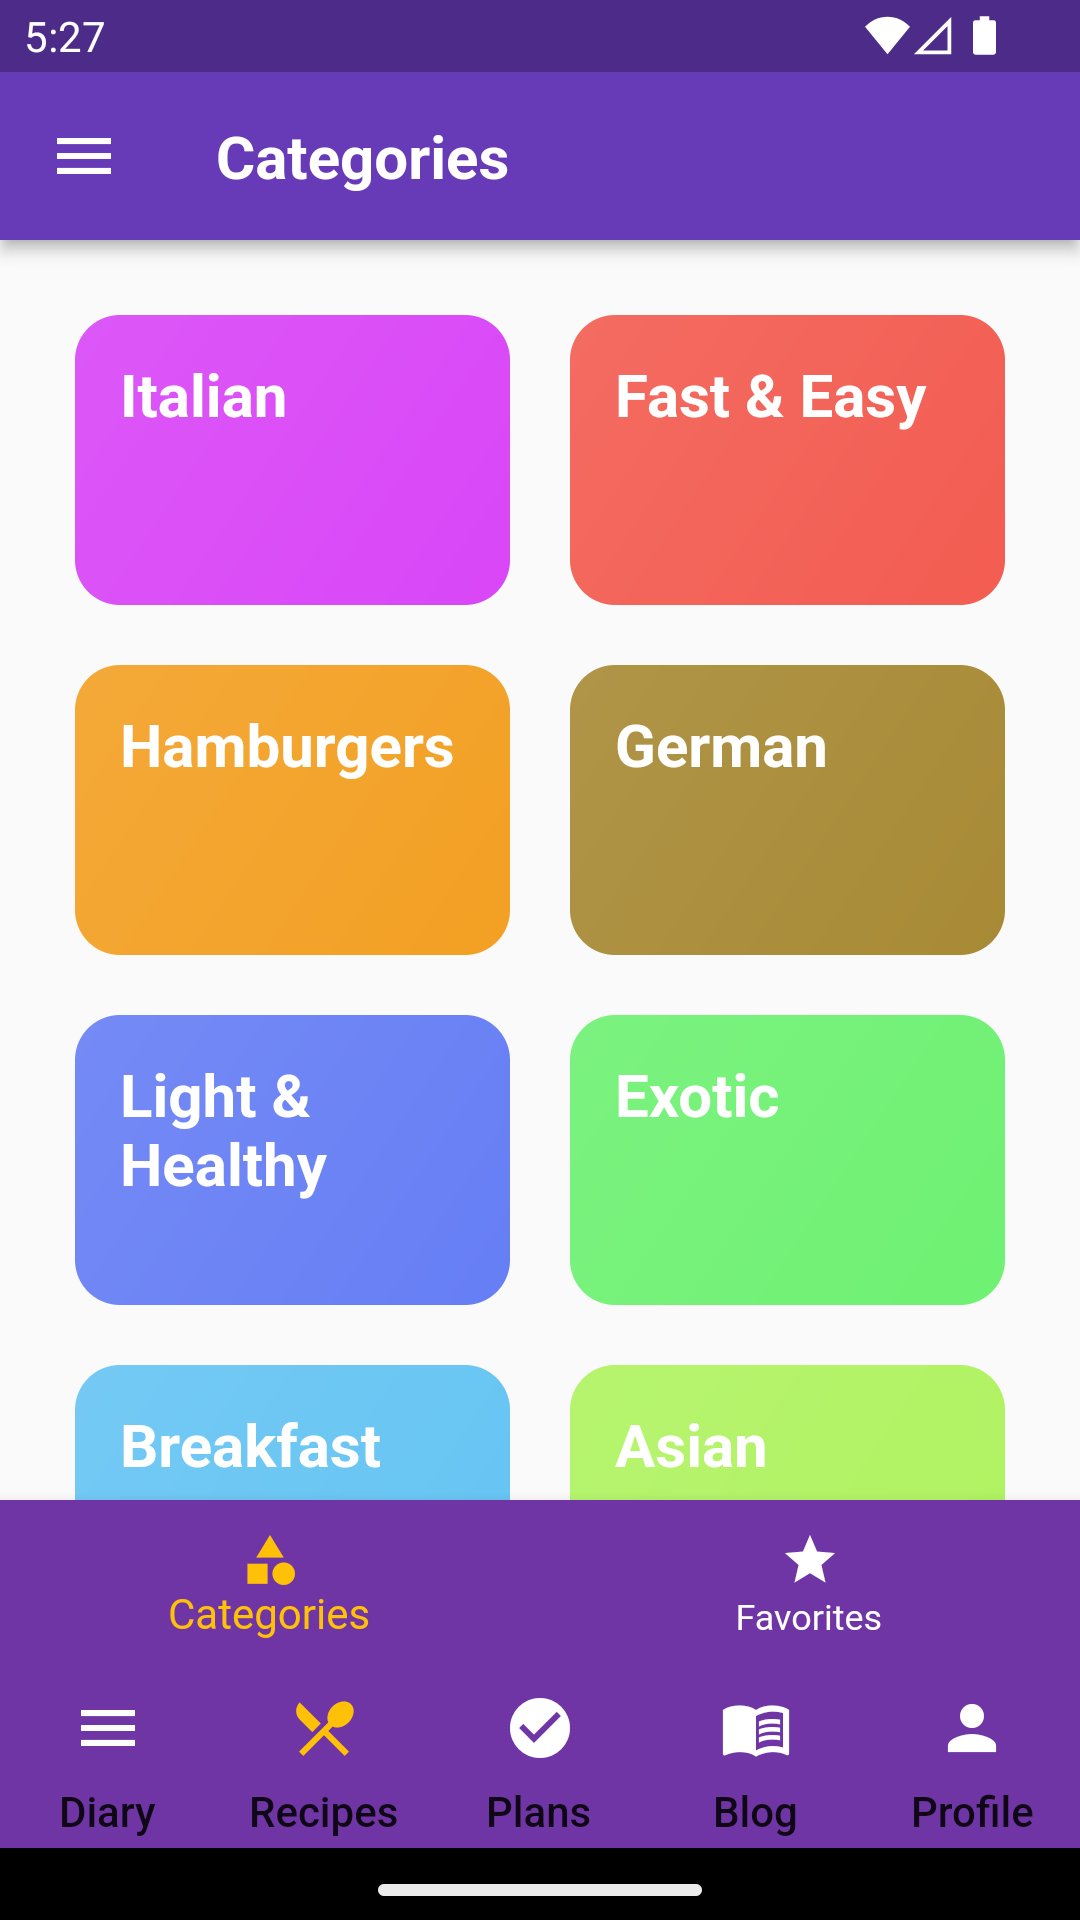 5:27
Categories
Italian
Fast & Easy
Hamburgers
German
Light &
Healthy
Exotic
Breakfast
Asian
Categories
Favorites
Diary
Recipes
Plans
Blog
Profile